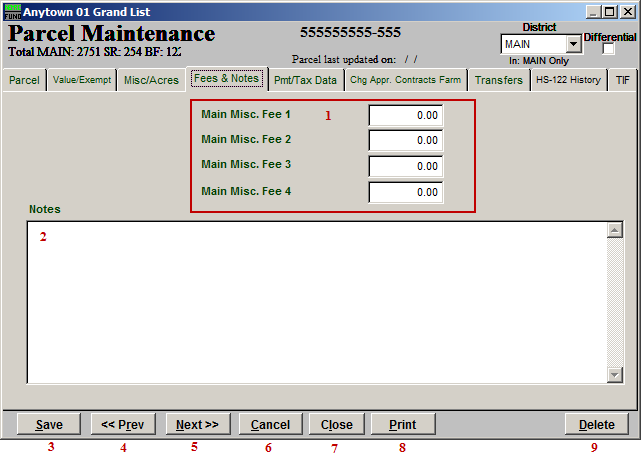 FUND
Anytown 01 Grand List
Parcel Maintenance
555555555-555
District
Differential
MAIN
Total MAIN: 2751 SR: 254 BF: 122
Parcel last updated on: / /
In: MAIN Only
Parcel
Value/Exempt
Misc/Acres
Fees & Notes
Pmt/Tax Data
Chg Appr. Contracts Farm
Transfers
HS-122 History
TIF
Main Misc. Fee 1
1
0.00
Main Misc. Fee 2
0.00
Main Misc. Fee 3
0.00
Main Misc. Fee 4
0.00
Notes
2
Save
<< Prev
Next >>
Cancel
Close
Print
Delete
3
4
5
6
7
8
9